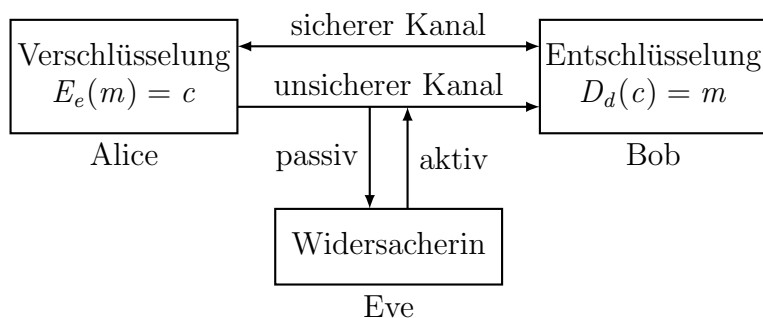 Verschlüsselung
E_e(m) = c
Alice
sicherer Kanal
unsicherer Kanal
Entschlüsselung
D_d(c) = m
Bob
passiv
aktiv
Widersacherin
Eve